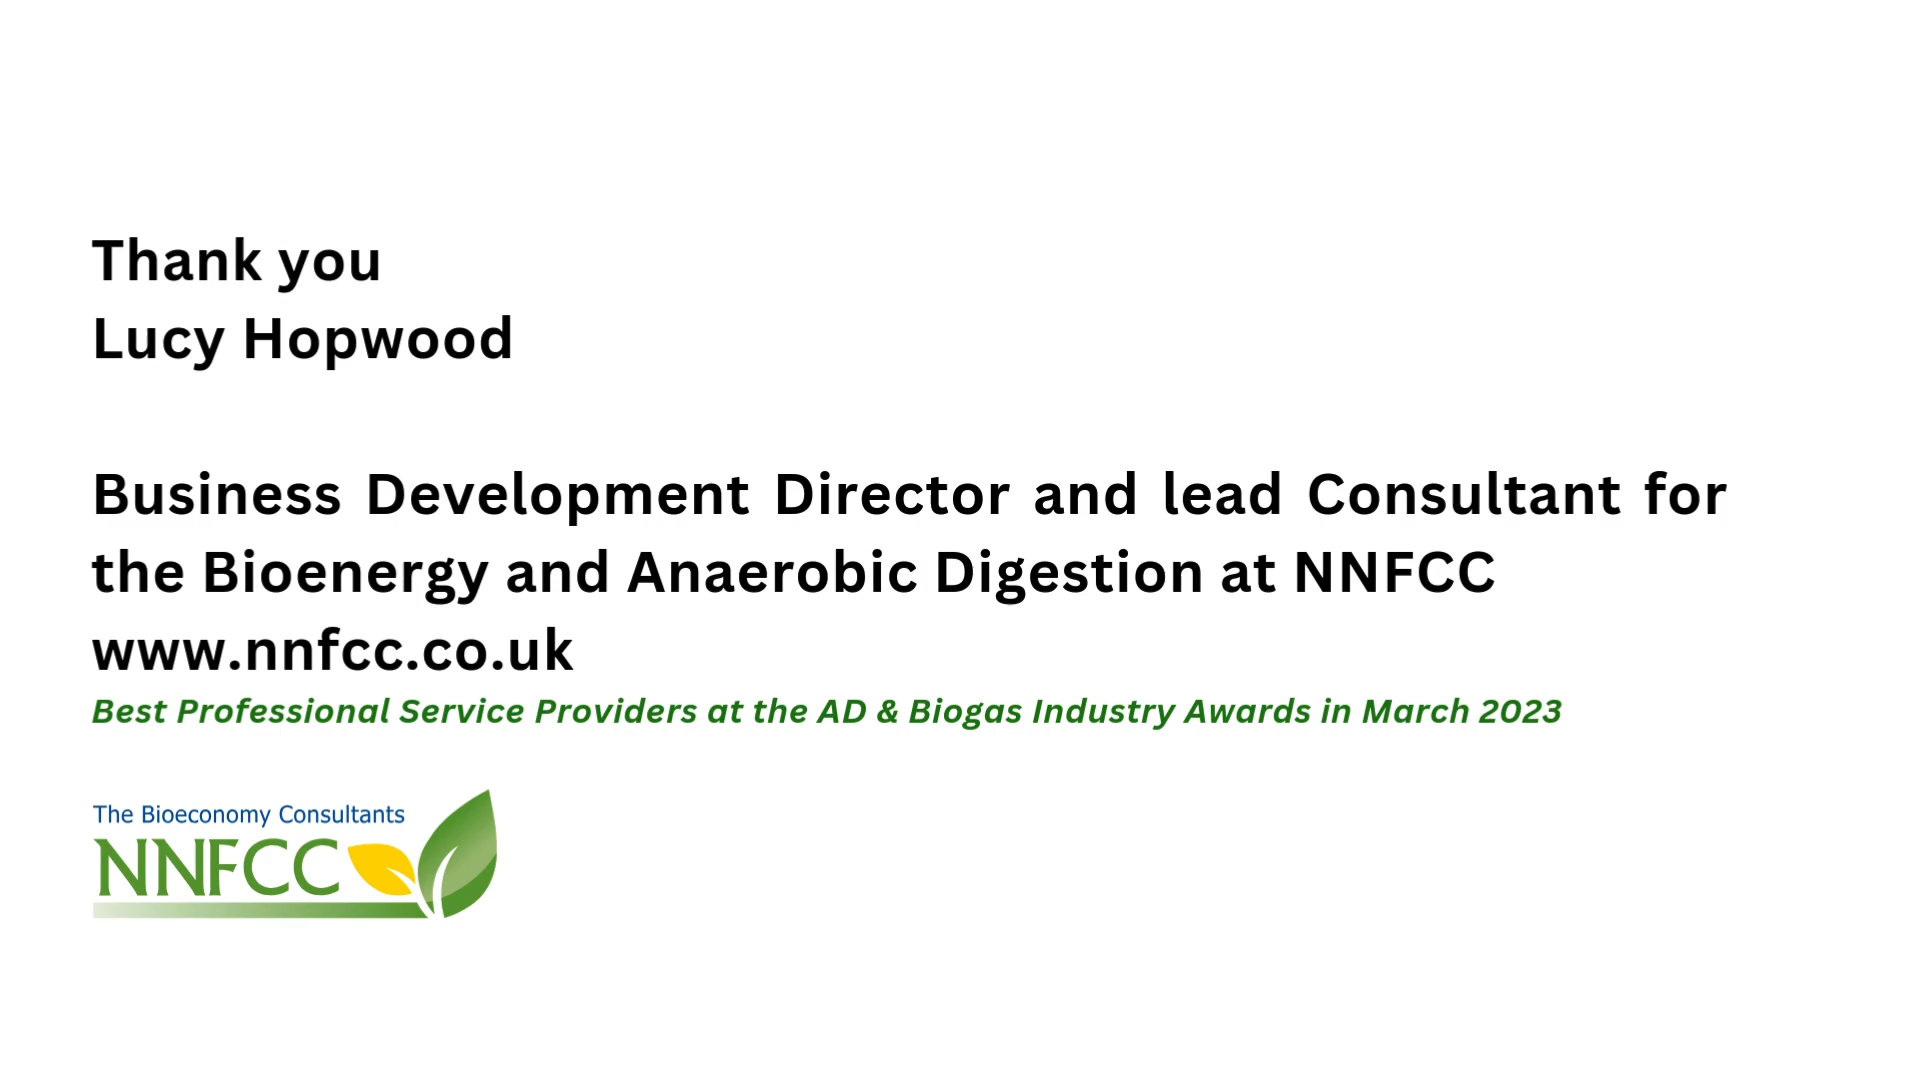 Thank you
Lucy Hopwood
Business Development Director and lead Consultant for
the Bioenergy and Anaerobic Digestion at NNFCC
www.nnfcc.co.uk
Best Professional Service Providers at the AD & Biogas Industry Awards in March 2023
The Bioeconomy Consultants
NNFCC